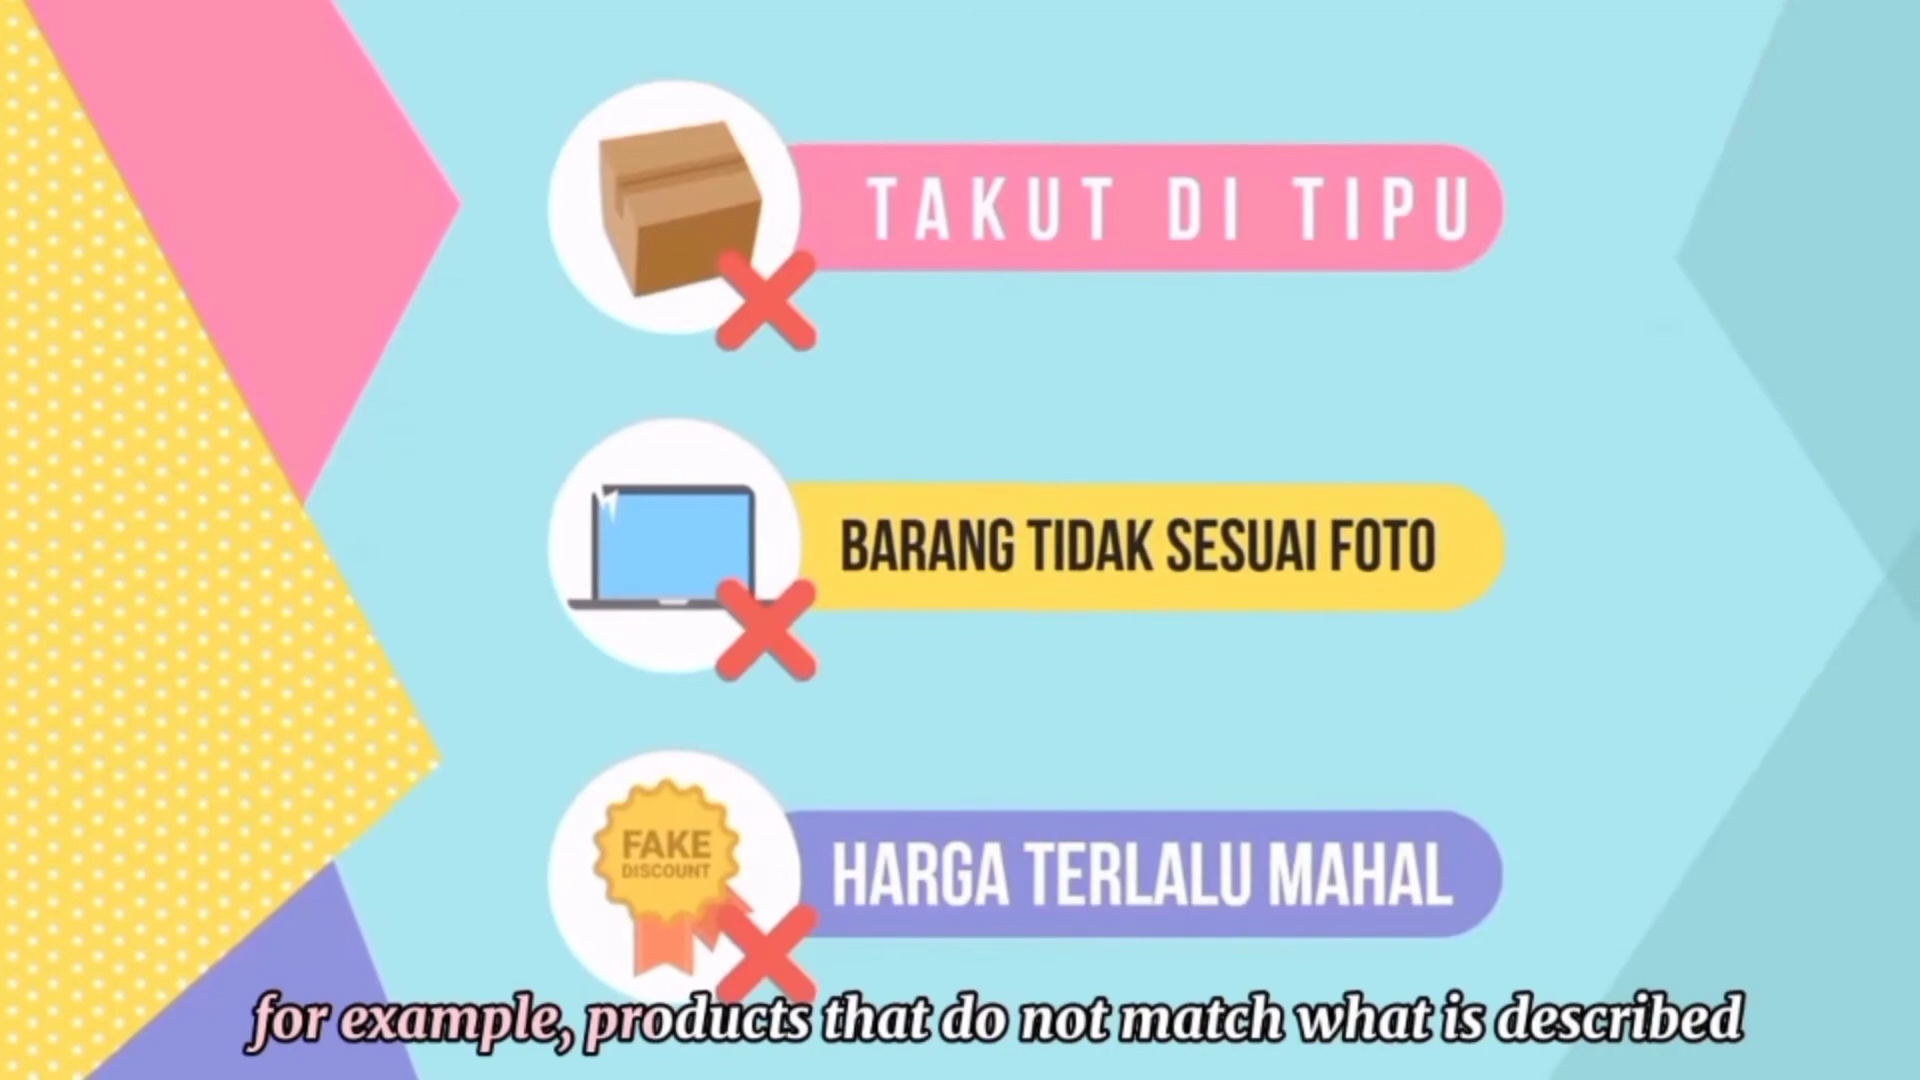 TAKUT DI TIPU
BARANG TIDAK SESUAI FOTO
FAKE
DISCOUNT
HARGA TERLALU MAHAL
for example, products that do not match what is described